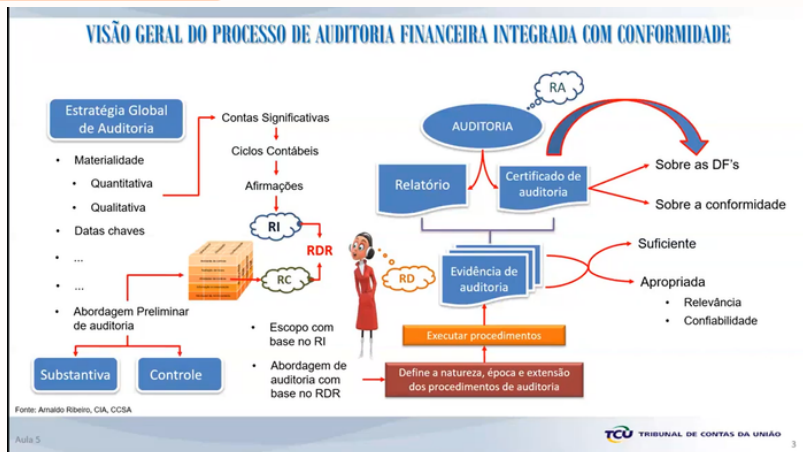 VISÃO GERAL DO PROCESSO DE AUDITORIA FINANCEIRA INTEGRADA COM CONFORMIDADE
Estratégia Global
de Auditoria
• Materialidade
• Quantitativa
• Qualitativa
• Datas chaves
• ...
• ...
• Abordagem Preliminar
de auditoria
Substantiva
Controle
Contas Significativas
Ciclos Contábeis
Afirmações
RI
RDR
RC
• Escopo com
base no RI
• Abordagem de
auditoria com
base no RDR
RA
AUDITORIA
Relatório
Certificado de
auditoria
Sobre as DF's
Sobre a conformidade
RD
Evidência de
auditoria
Suficiente
Apropriada
• Relevância
• Confiabilidade
Executar procedimentos
Define a natureza, época e extensão
dos procedimentos de auditoria
Fonte: Arnaldo Ribeiro, CIA, CCSA
Aula 5
TCU TRIBUNAL DE CONTAS DA UNIÃO
3